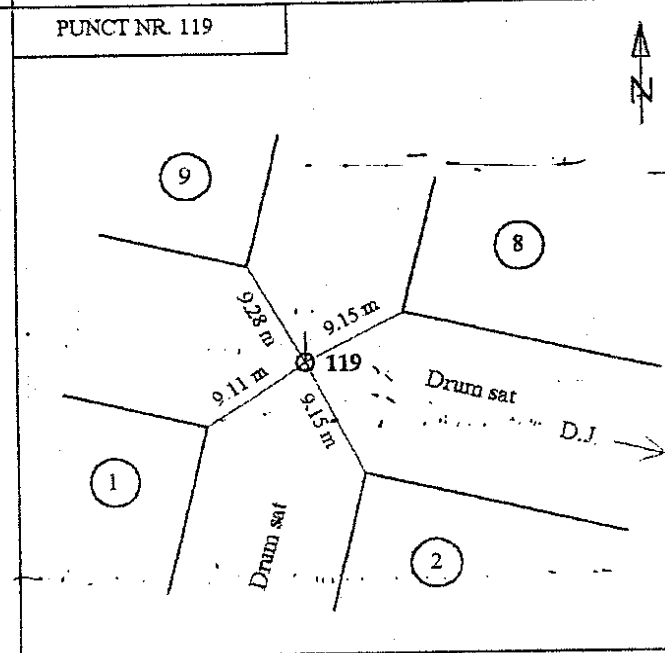 PUNCT NR. 119
N
9
8
9.28 m
9.15 m
119
9.11 m
9.15 m
Drum sat
D.J.
1
Drum sat
2